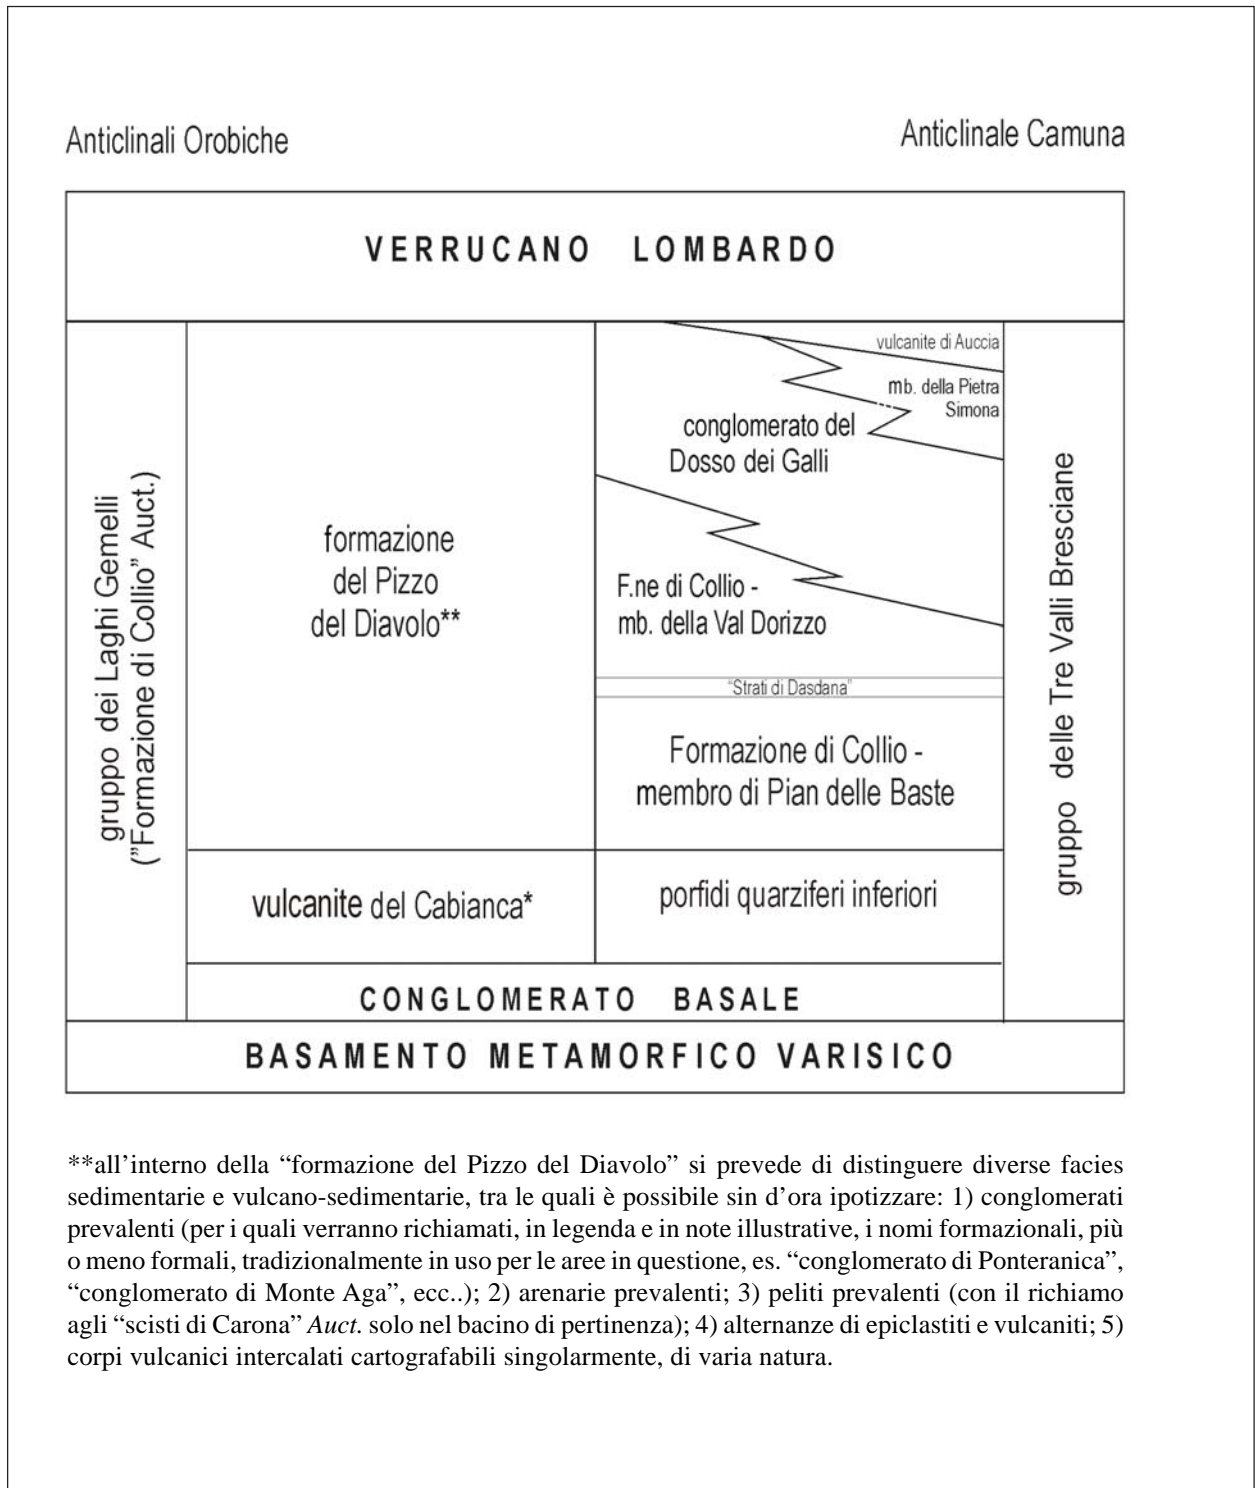 Anticlinali Orobiche
Anticlinale Camuna
VERRUCANO LOMBARDO
gruppo dei Laghi Gemelli
("Formazione di Collio" Auct.)
formazione
del Pizzo
del Diavolo**
vulcanite di Auccia
mb. della Pietra
Simona
conglomerato del
Dosso dei Galli
F.ne di Collio -
mb. della Val Dorizzo
"Strati di Dasdana"
Formazione di Collio -
membro di Pian delle Baste
gruppo delle Tre Valli Bresciane
vulcanite del Cabianca*
porfidi quarziferi inferiori
CONGLOMERATO BASALE
BASAMENTO METAMORFICO VARISICO
**all'interno della “formazione del Pizzo del Diavolo” si prevede di distinguere diverse facies
sedimentarie e vulcano-sedimentarie, tra le quali è possibile sin d'ora ipotizzare: 1) conglomerati
prevalenti (per i quali verranno richiamati, in legenda e in note illustrative, i nomi formazionali, più
o meno formali, tradizionalmente in uso per le aree in questione, es. “conglomerato di Ponteranica”,
“conglomerato di Monte Aga”, ecc..); 2) arenarie prevalenti; 3) peliti prevalenti (con il richiamo
agli “scisti di Carona” Auct. solo nel bacino di pertinenza); 4) alternanze di epiclastiti e vulcaniti; 5)
corpi vulcanici intercalati cartografabili singolarmente, di varia natura.